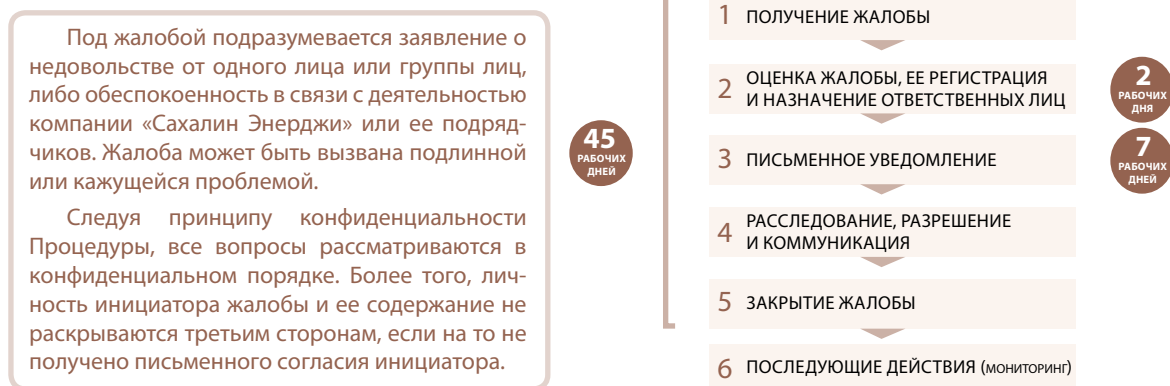 Под жалобой подразумевается заявление о
недовольстве от одного лица или группы лиц,
либо обеспокоенность в связи с деятельностью
компании «Сахалин Энерджи» или ее подряд-
чиков. Жалоба может быть вызвана подлинной
или кажущейся проблемой.
Следуя принципу конфиденциальности
Процедуры, все вопросы рассматриваются в
конфиденциальном порядке. Более того, лич-
ность инициатора жалобы и ее содержание не
раскрываются третьим сторонам, если на то не
получено письменного согласия инициатора.
45
РАБОЧИХ
ДНЕЙ
1 ПОЛУЧЕНИЕ ЖАЛОБЫ
2 ОЦЕНКА ЖАЛОБЫ, ЕЕ РЕГИСТРАЦИЯ
И НАЗНАЧЕНИЕ ОТВЕТСТВЕННЫХ ЛИЦ
2
РАБОЧИХ
ДНЯ
3 ПИСЬМЕННОЕ УВЕДОМЛЕНИЕ
7
РАБОЧИХ
ДНЕЙ
4 РАССЛЕДОВАНИЕ, РАЗРЕШЕНИЕ
И КОММУНИКАЦИЯ
5 ЗАКРЫТИЕ ЖАЛОБЫ
6 ПОСЛЕДУЮЩИЕ ДЕЙСТВИЯ (МОНИТОРИНГ)